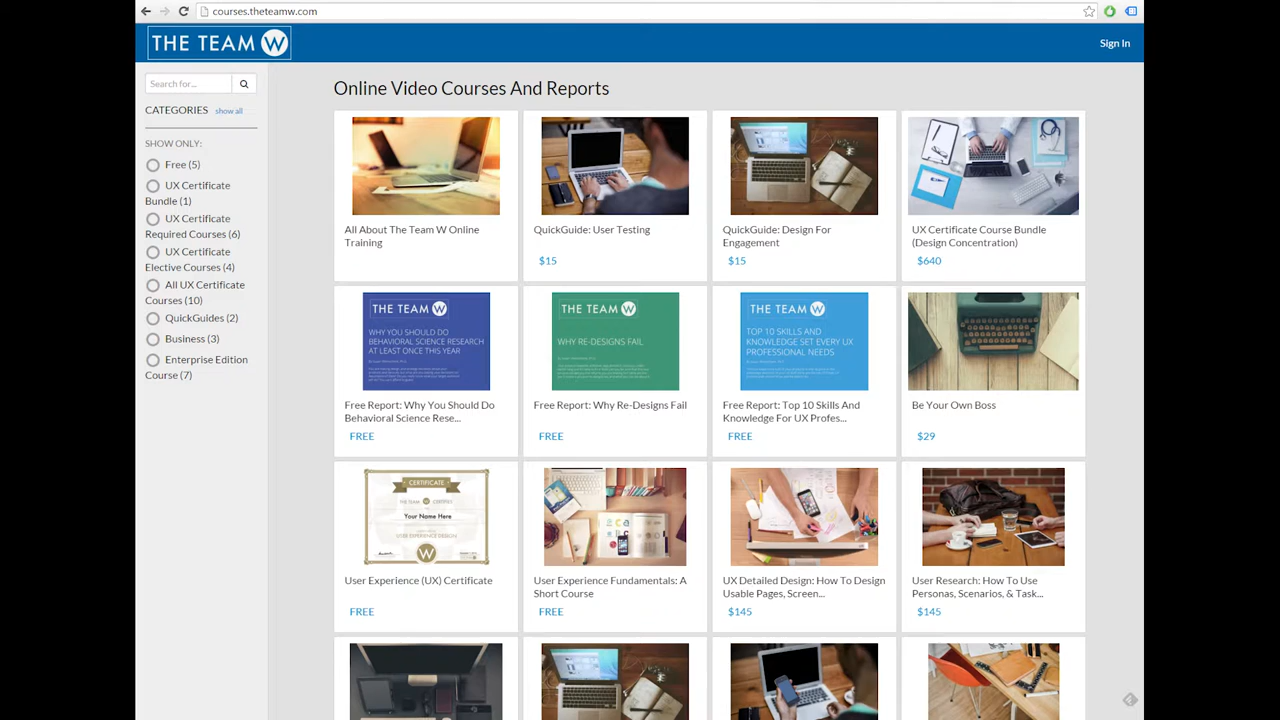 courses.theteamw.com
THE TEAM W
Sign In
Search for...
CATEGORIES show all
SHOW ONLY:
Free (5)
UX Certificate
Bundle (1)
UX Certificate
Required Courses (6)
UX Certificate
Elective Courses (4)
All UX Certificate
Courses (10)
QuickGuides (2)
Business (3)
Enterprise Edition
Course (7)
Online Video Courses And Reports
All About The Team W Online
Training
QuickGuide: User Testing
$15
QuickGuide: Design For
Engagement
$15
UX Certificate Course Bundle
(Design Concentration)
$640
THE TEAM W
WHY YOU SHOULD DO
BEHAVIORAL SCIENCE RESEARCH
AT LEAST ONCE THIS YEAR
Free Report: Why You Should Do
Behavioral Science Rese...
FREE
THE TEAM W
WHY RE-DESIGNS FAIL
Free Report: Why Re-Designs Fail
FREE
THE TEAM W
TOP 10 SKILLS AND
KNOWLEDGE SET EVERY UX
PROFESSIONAL NEEDS
Free Report: Top 10 Skills And
Knowledge For UX Profes...
FREE
Be Your Own Boss
$29
CERTIFICATE
THE TEAM W CERTIFIES
Your Name Here
USER EXPERIENCE DESIGN
W
User Experience (UX) Certificate
FREE
User Experience Fundamentals: A
Short Course
FREE
UX Detailed Design: How To Design
Usable Pages, Screen...
$145
User Research: How To Use
Personas, Scenarios, & Task...
$145